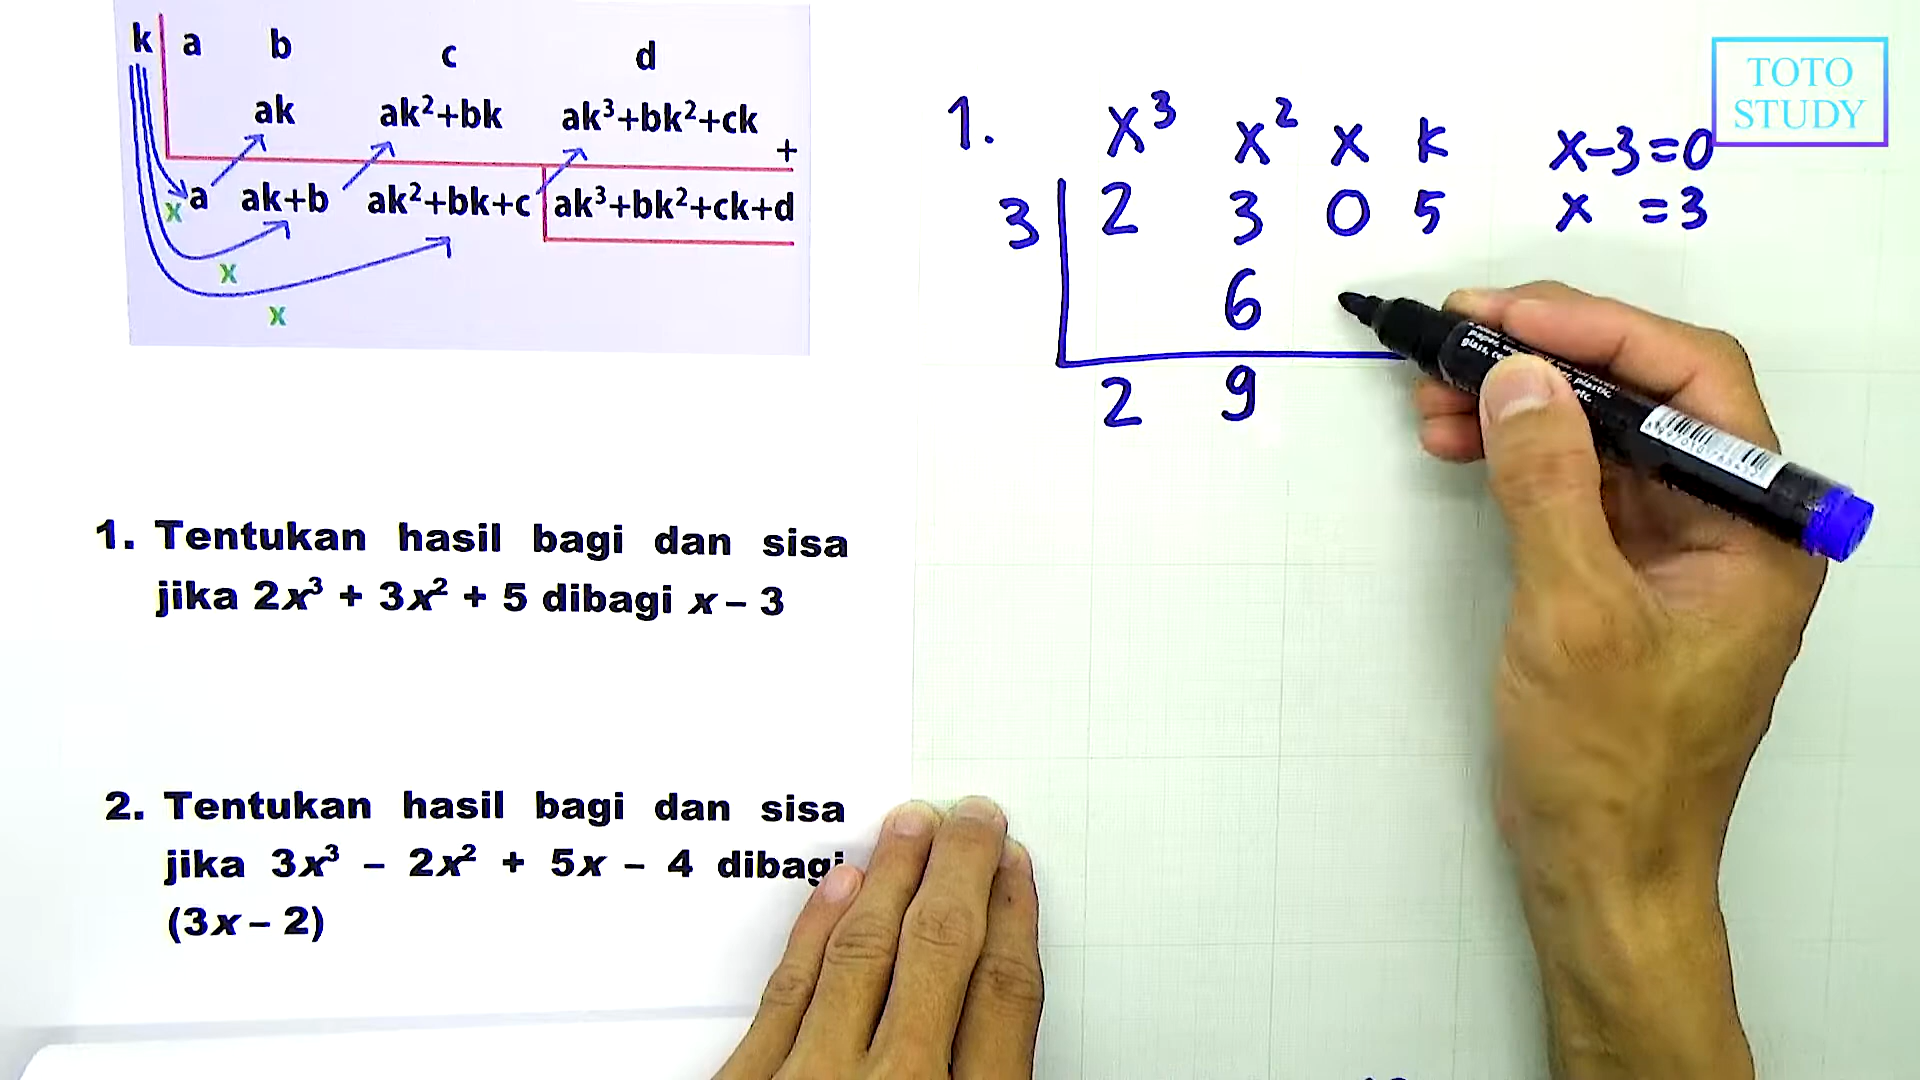 k a b c d
ak ak²+bk ak³+bk²+ck +
x a ak+b ak²+bk+c ak³+bk²+ck+d
x
x
1. Tentukan hasil bagi dan sisa
jika 2x³ + 3x² + 5 dibagi x – 3
2. Tentukan hasil bagi dan sisa
jika 3x³ – 2x² + 5x – 4 dibagi
(3x – 2)
1. x³ x² x k x-3=0
3 2 3 0 5 x =3
6
2 9
TOTO
STUDY